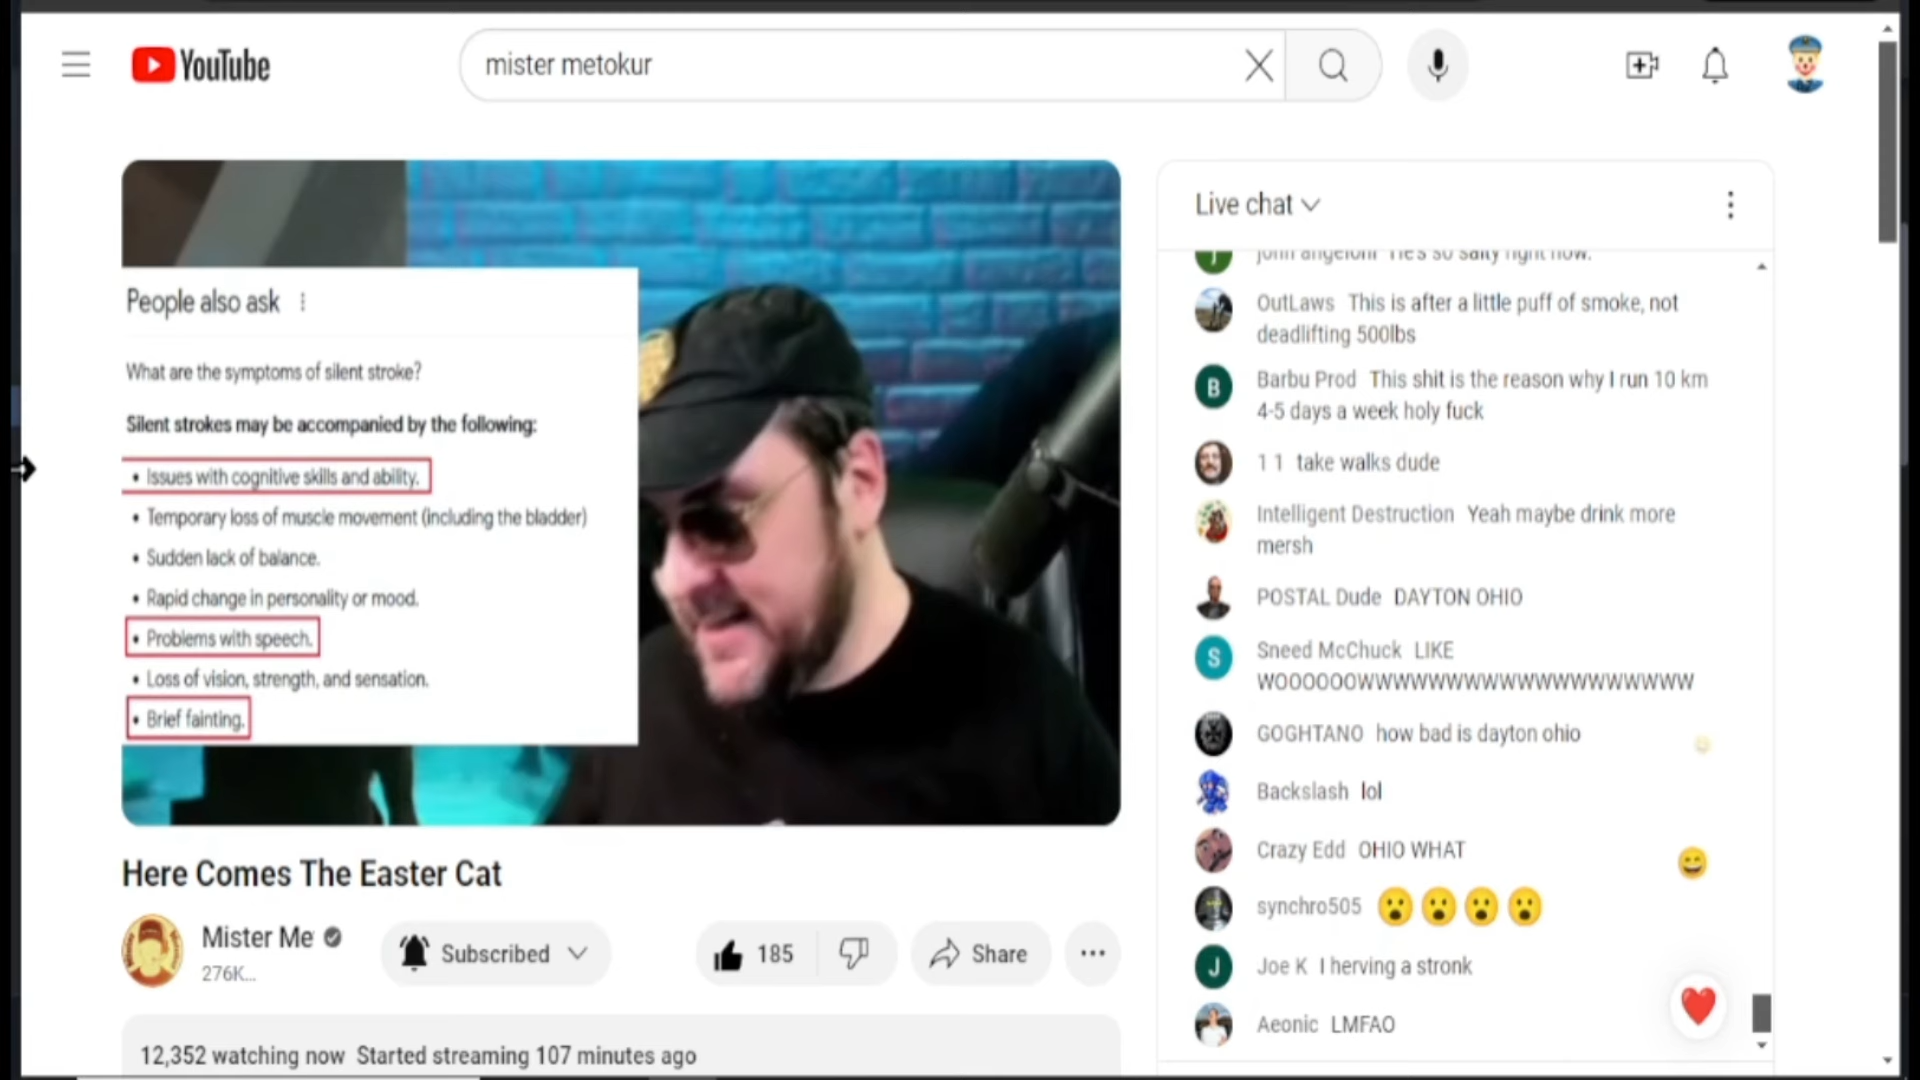 YouTube
mister metokur
Live chat
john angeloni He's so salty right now.
OutLaws This is after a little puff of smoke, not
deadlifting 500lbs
Barbu Prod This shit is the reason why I run 10 km
4-5 days a week holy fuck
1 1 take walks dude
Intelligent Destruction Yeah maybe drink more
mersh
POSTAL Dude DAYTON OHIO
Sneed McChuck LIKE
WOOOOOOWWWWWWWWWWWWWWWWWWW
GOGHTANO how bad is dayton ohio
Backslash lol
Crazy Edd OHIO WHAT
synchro505 😮😮😮😮
Joe K I herving a stronk
Aeonic LMFAO
People also ask
What are the symptoms of silent stroke?
Silent strokes may be accompanied by the following:
• Issues with cognitive skills and ability.
• Temporary loss of muscle movement (including the bladder)
• Sudden lack of balance.
• Rapid change in personality or mood.
• Problems with speech.
• Loss of vision, strength, and sensation.
• Brief fainting.
Here Comes The Easter Cat
Mister Me
276K...
Subscribed
185
Share
12,352 watching now Started streaming 107 minutes ago
B
S
J